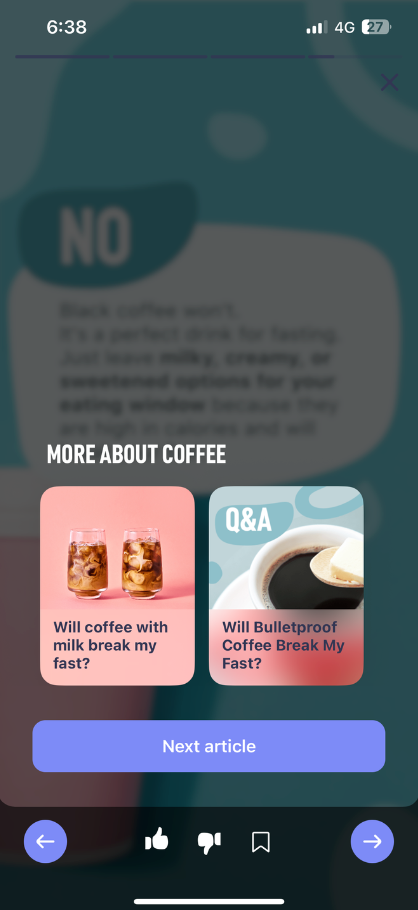 6:38
4G
27
NO
Black coffee won't.
It's a perfect drink for fasting.
Just leave milky, creamy, or
sweetened options for your
eating window because they
are high in calories and will
MORE ABOUT COFFEE
Will coffee with
milk break my
fast?
Q&A
Will Bulletproof
Coffee Break My
Fast?
Next article